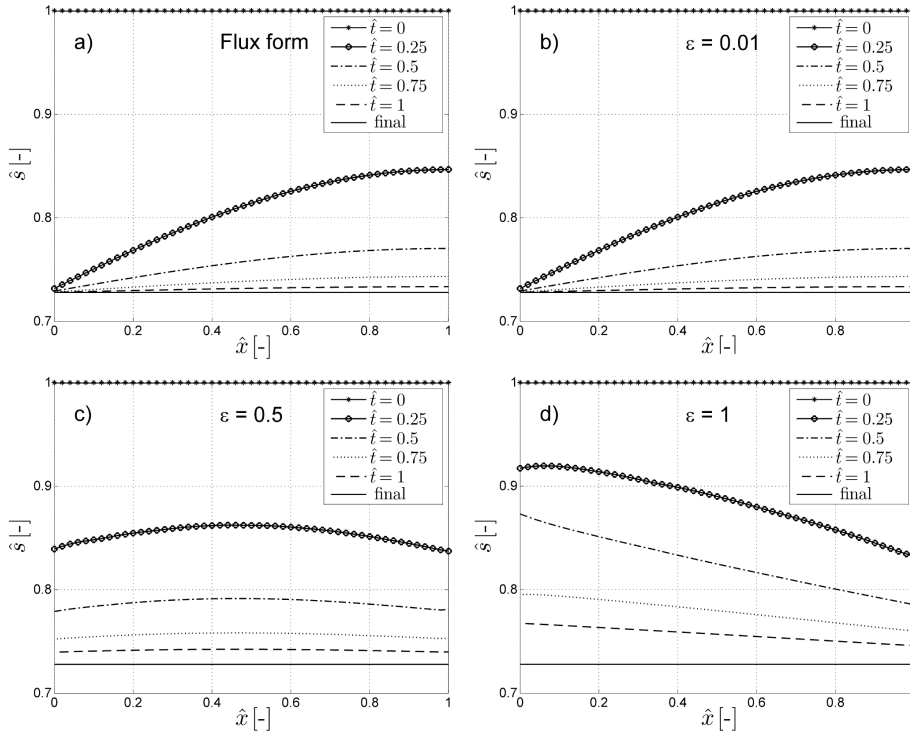 a)
Flux form
t̂ = 0
t̂ = 0.25
t̂ = 0.5
t̂ = 0.75
t̂ = 1
final
1
0.9
0.8
0.7
ŝ [-]
0
0.2
0.4
0.6
0.8
1
x̂ [-]
b)
ε = 0.01
t̂ = 0
t̂ = 0.25
t̂ = 0.5
t̂ = 0.75
t̂ = 1
final
1
0.9
0.8
0.7
ŝ [-]
0
0.2
0.4
0.6
0.8
x̂ [-]
c)
ε = 0.5
t̂ = 0
t̂ = 0.25
t̂ = 0.5
t̂ = 0.75
t̂ = 1
final
1
0.9
0.8
0.7
ŝ [-]
0
0.2
0.4
0.6
0.8
1
x̂ [-]
d)
ε = 1
t̂ = 0
t̂ = 0.25
t̂ = 0.5
t̂ = 0.75
t̂ = 1
final
1
0.9
0.8
0.7
ŝ [-]
0
0.2
0.4
0.6
0.8
x̂ [-]